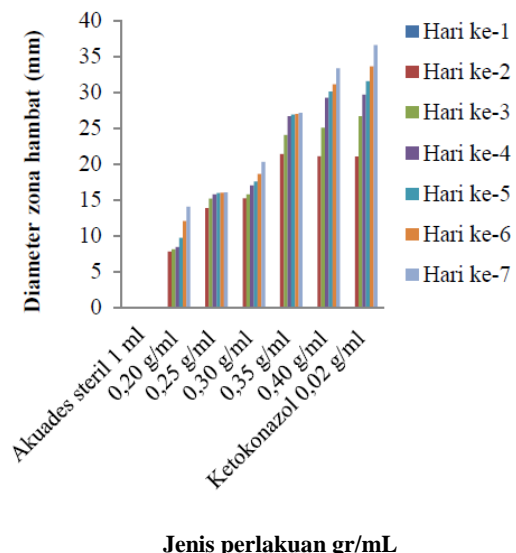 Diameter zona hambat (mm)
40
35
30
25
20
15
10
5
0
Akuades steril 1 ml
0,20 g/ml
0,25 g/ml
0,30 g/ml
0,35 g/ml
0,40 g/ml
Ketokonazol 0,02 g/ml
Hari ke-1
Hari ke-2
Hari ke-3
Hari ke-4
Hari ke-5
Hari ke-6
Hari ke-7
Jenis perlakuan gr/mL